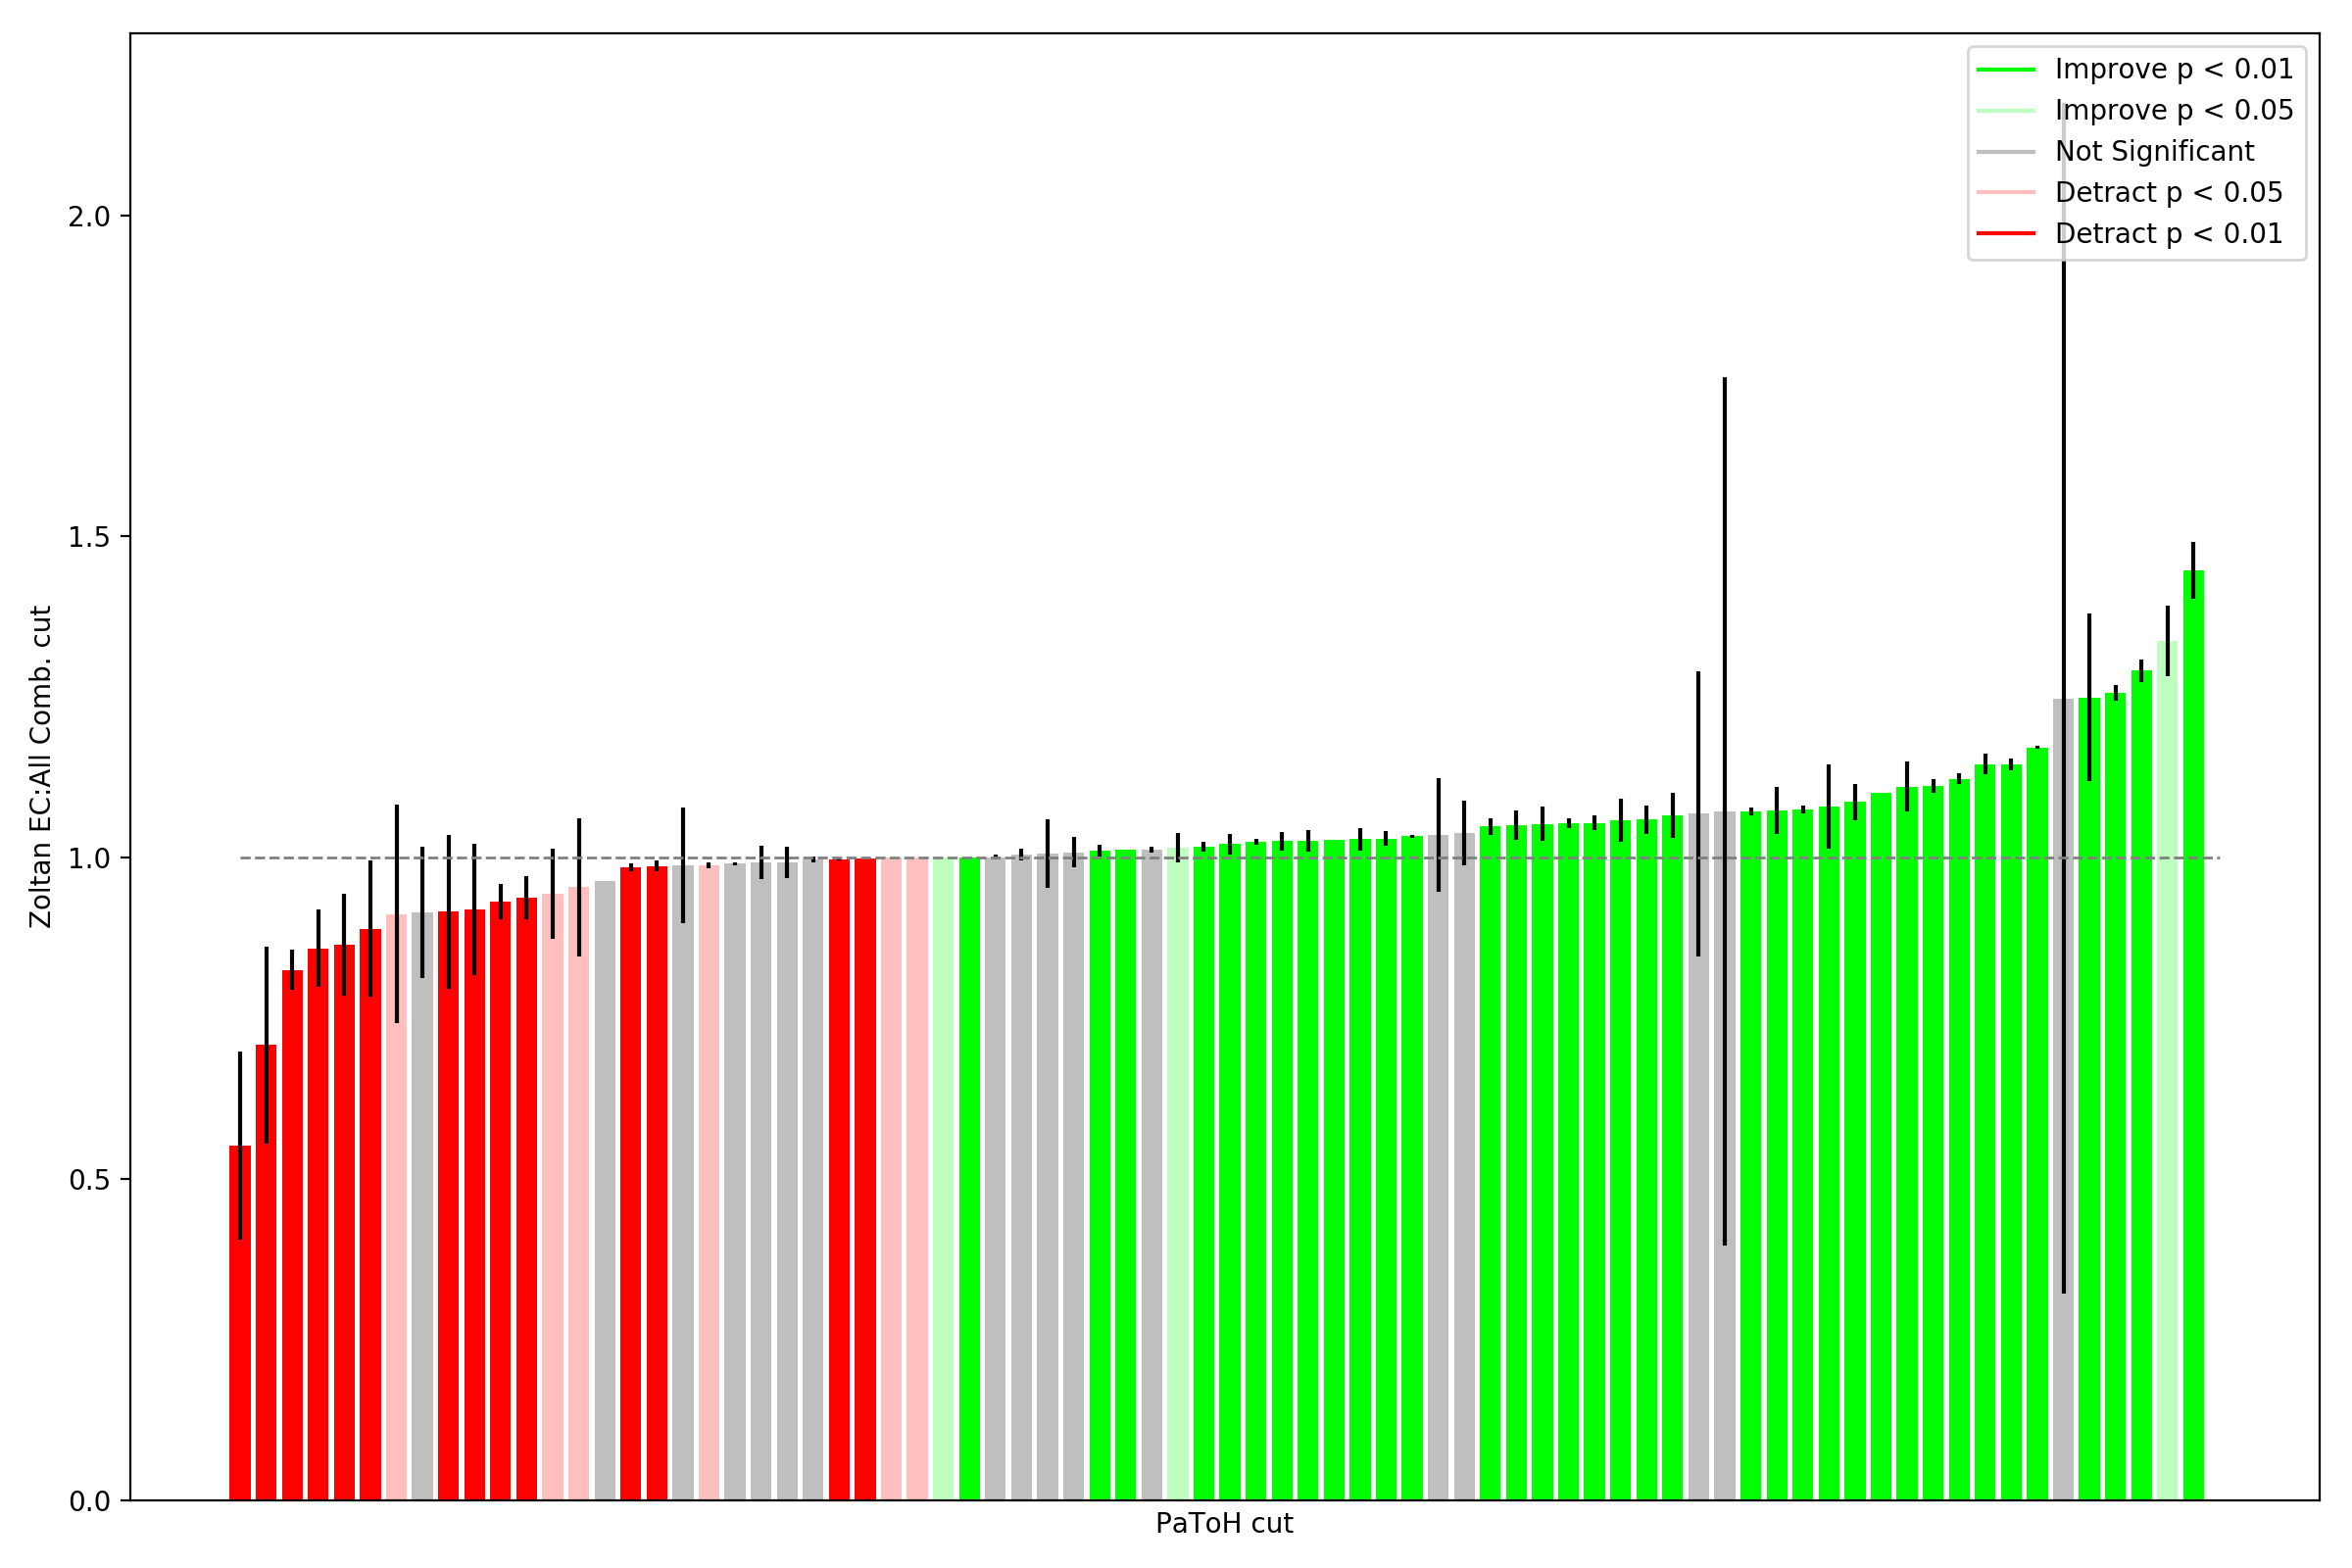 Improve p < 0.01
Improve p < 0.05
Not Significant
Detract p < 0.05
Detract p < 0.01
2.0
1.5
1.0
0.5
0.0
Zoltan EC:All Comb. cut
PaToH cut